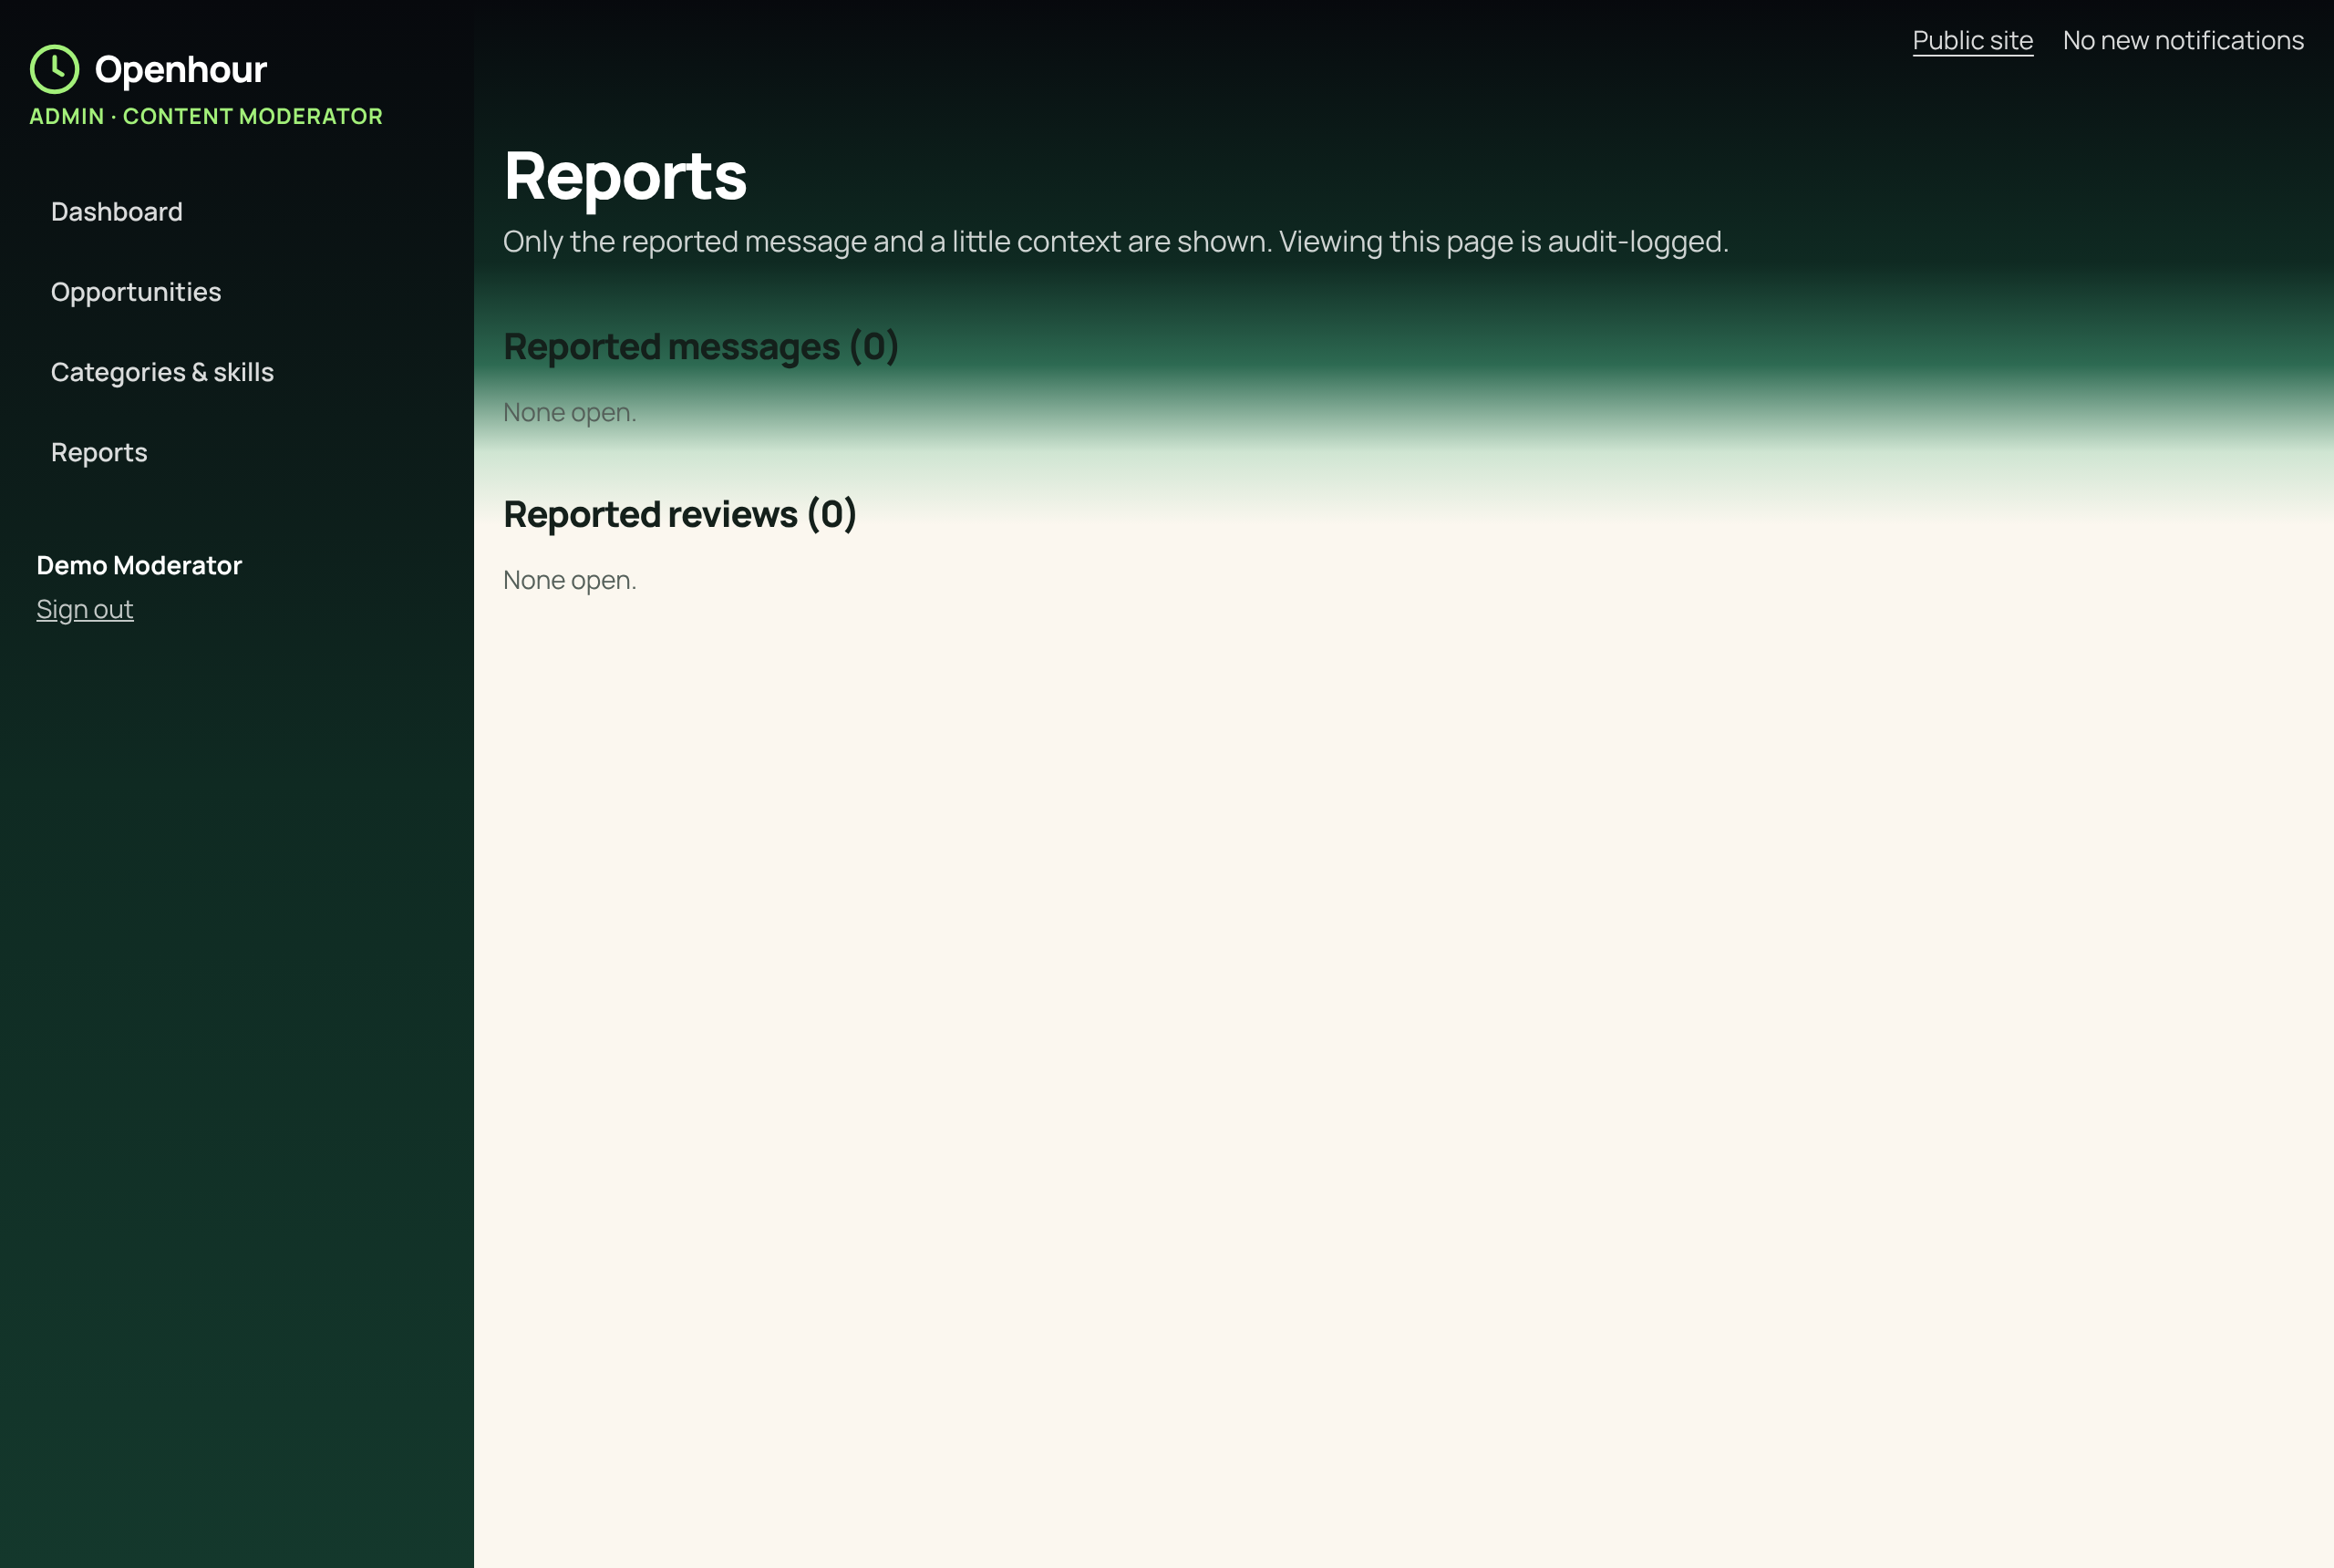 Openhour
ADMIN · CONTENT MODERATOR
Dashboard
Opportunities
Categories & skills
Reports
Demo Moderator
Sign out
Public site
No new notifications
Reports
Only the reported message and a little context are shown. Viewing this page is audit-logged.
Reported messages (0)
None open.
Reported reviews (0)
None open.